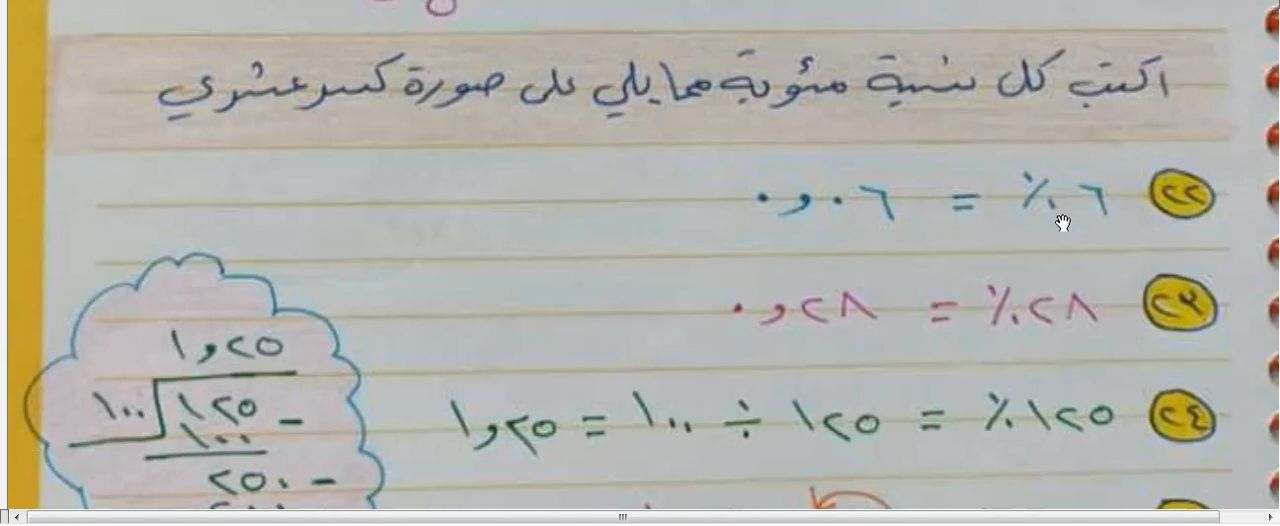 اكتب كل نسبة مئوية مما يلي على صورة كسر عشري
٢٢ ٦٪ = ٠,٠٦
٢٣ ٢٨٪ = ٠,٢٨
٢٤ ١٢٥٪ = ١٢٥ ÷ ١٠٠ = ١,٢٥
١,٢٥
١٠٠ ١٢٥ -
١٠٠
٢٥٠ -